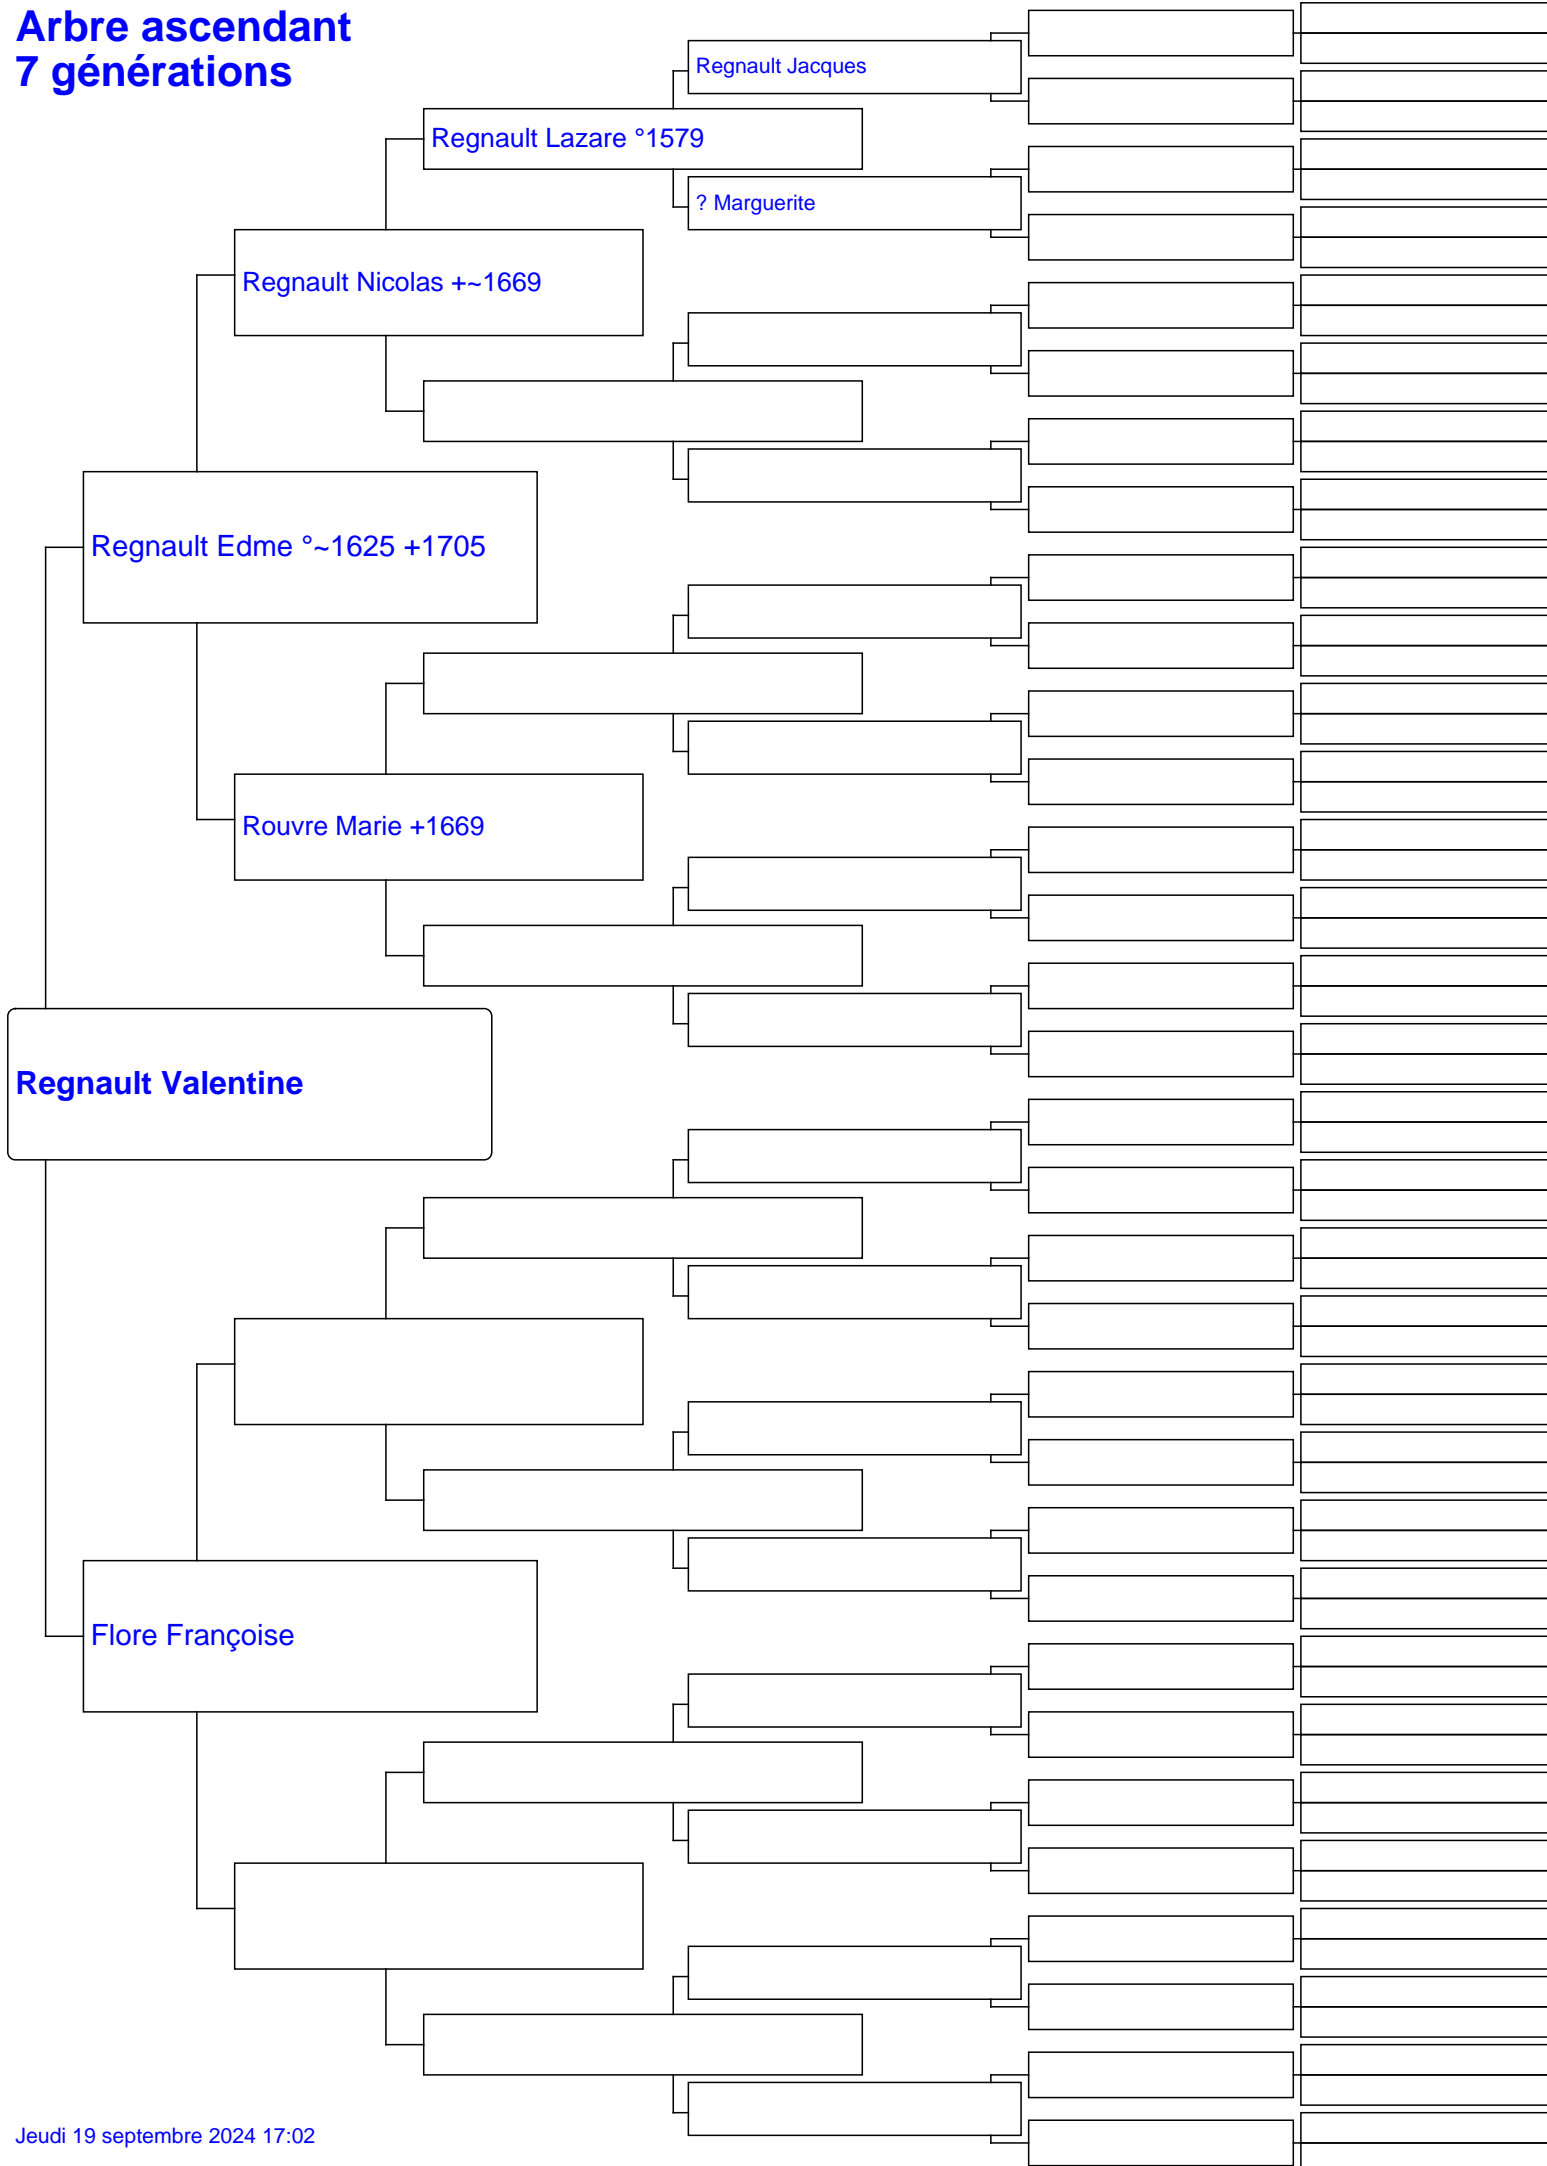 Arbre ascendant
7 générations
Regnault Jacques
Regnault Lazare °1579
? Marguerite
Regnault Nicolas +~1669
Regnault Edme °~1625 +1705
Rouvre Marie +1669
Regnault Valentine
Flore Françoise
Jeudi 19 septembre 2024 17:02